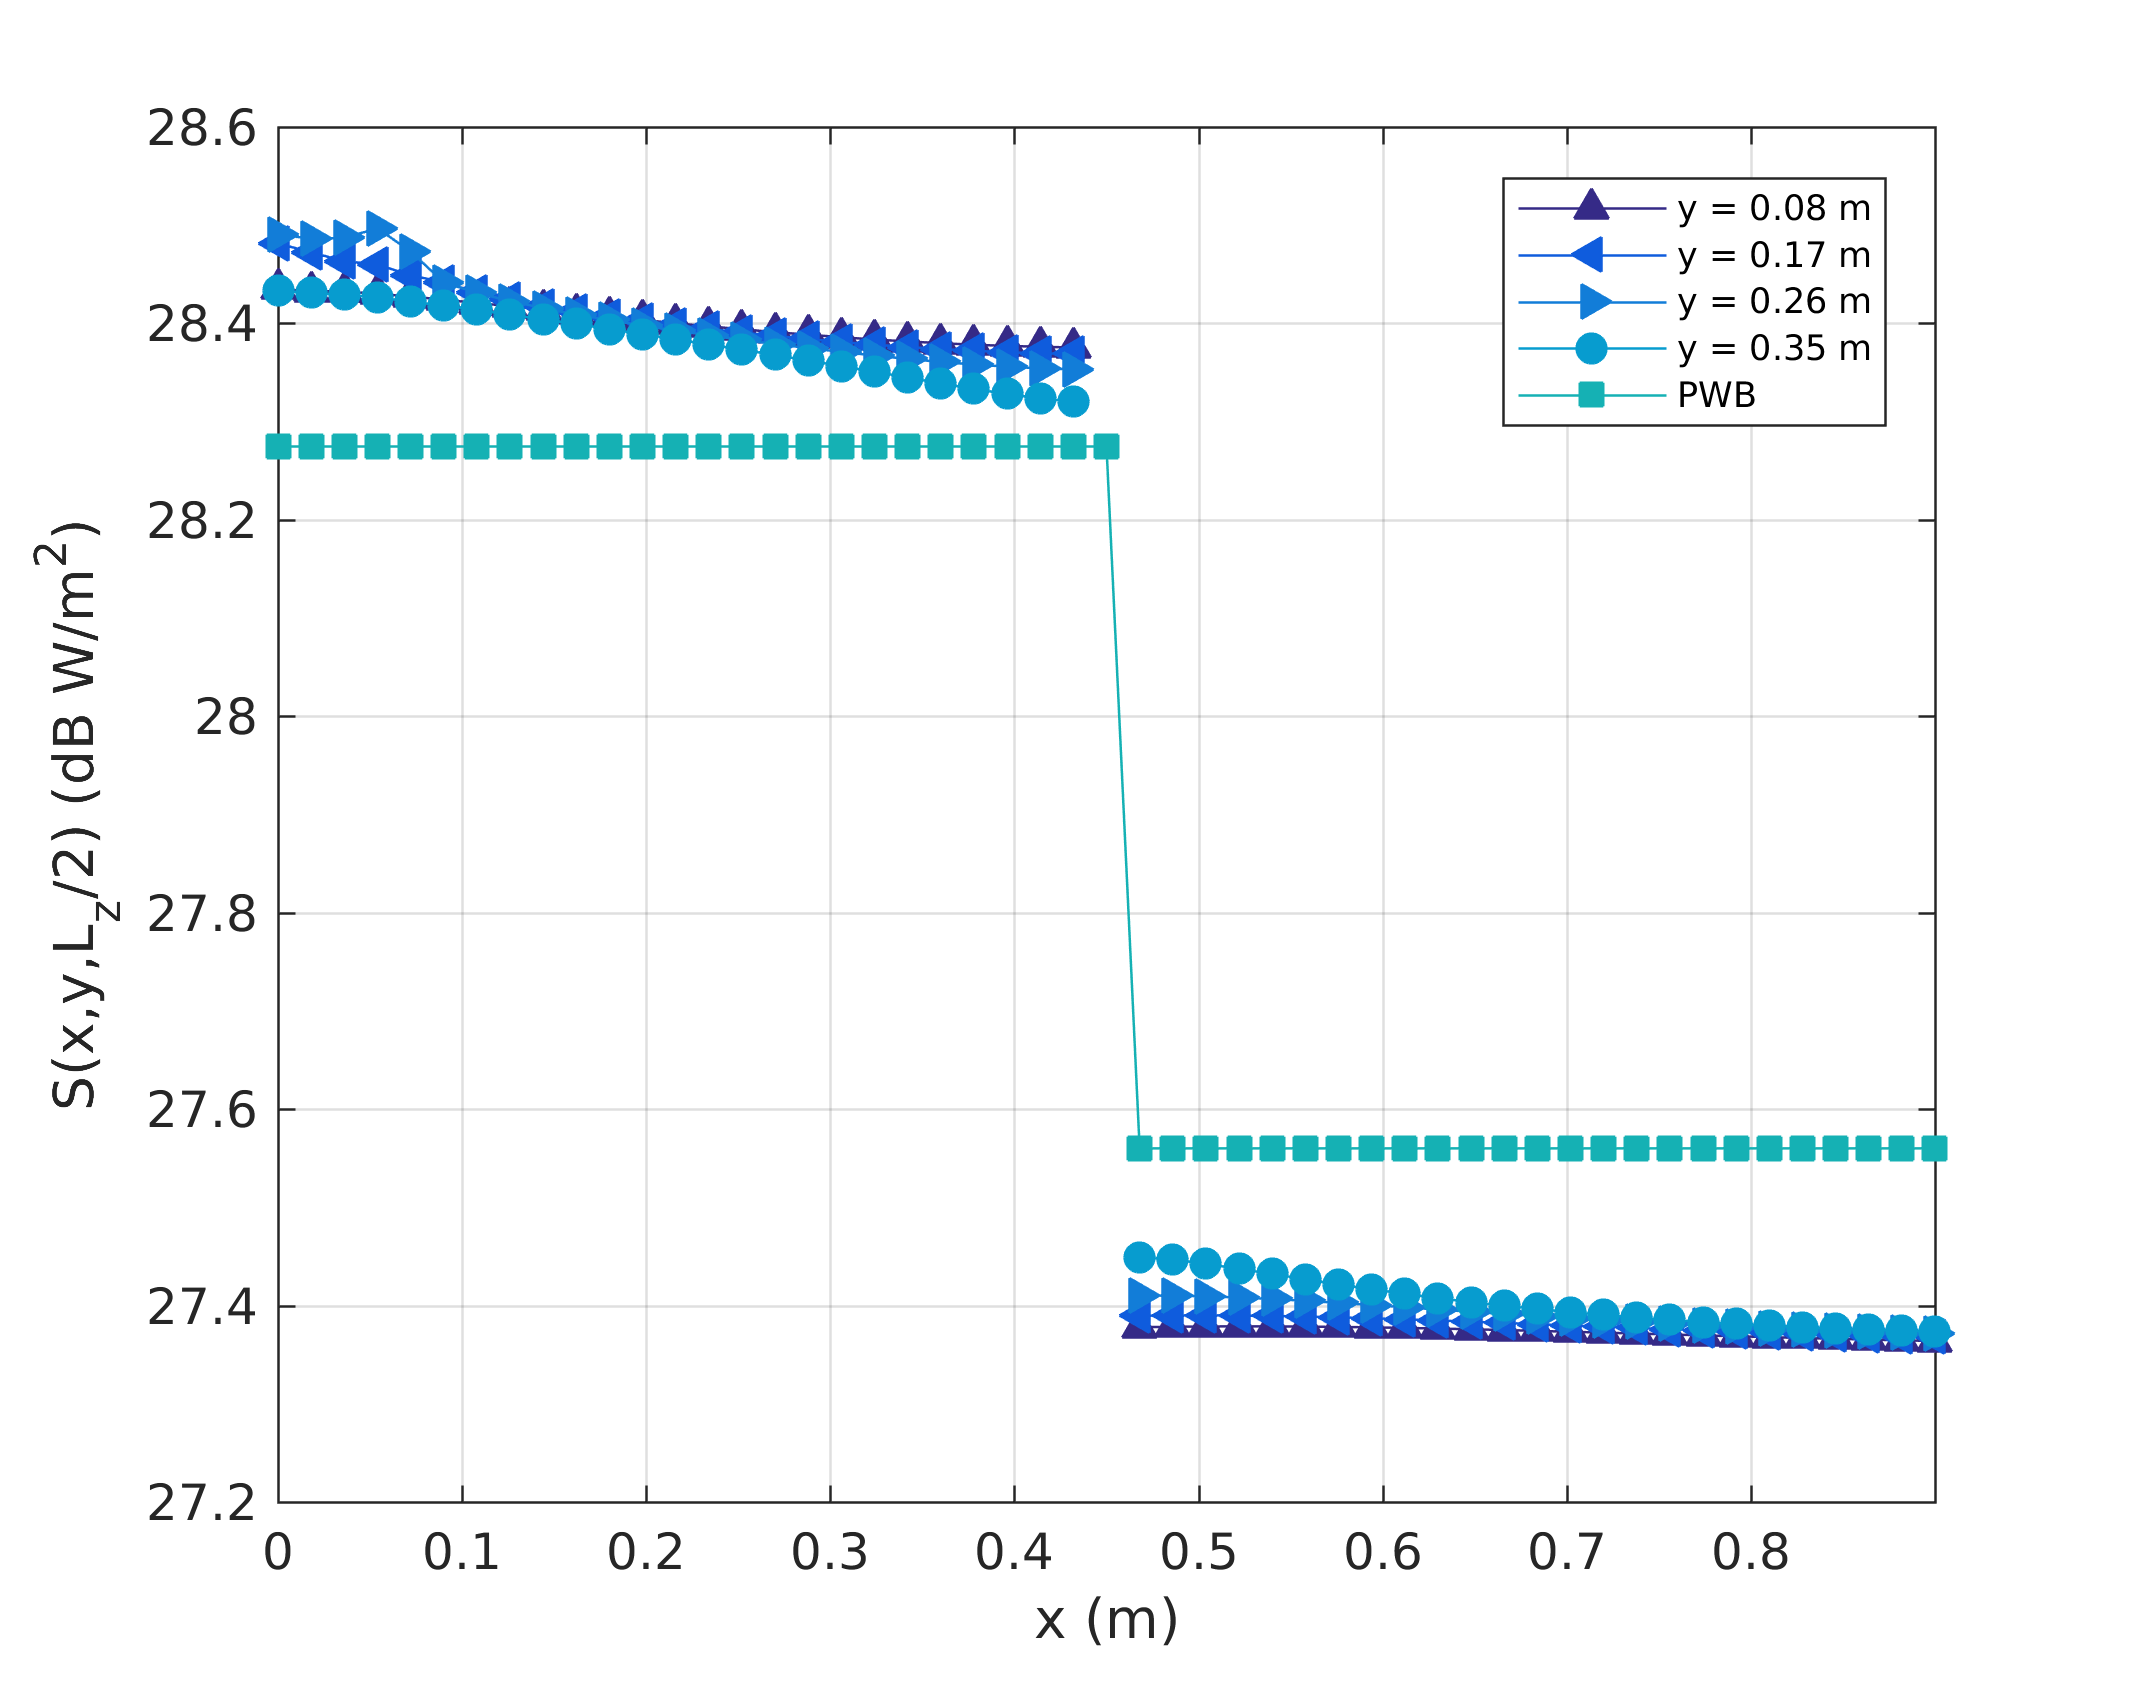 28.6
28.4
28.2
28
27.8
27.6
27.4
27.2
0 0.1 0.2 0.3 0.4 0.5 0.6 0.7 0.8
x (m)
S(x,y,L_z/2) (dB W/m^2)
y = 0.08 m
y = 0.17 m
y = 0.26 m
y = 0.35 m
PWB